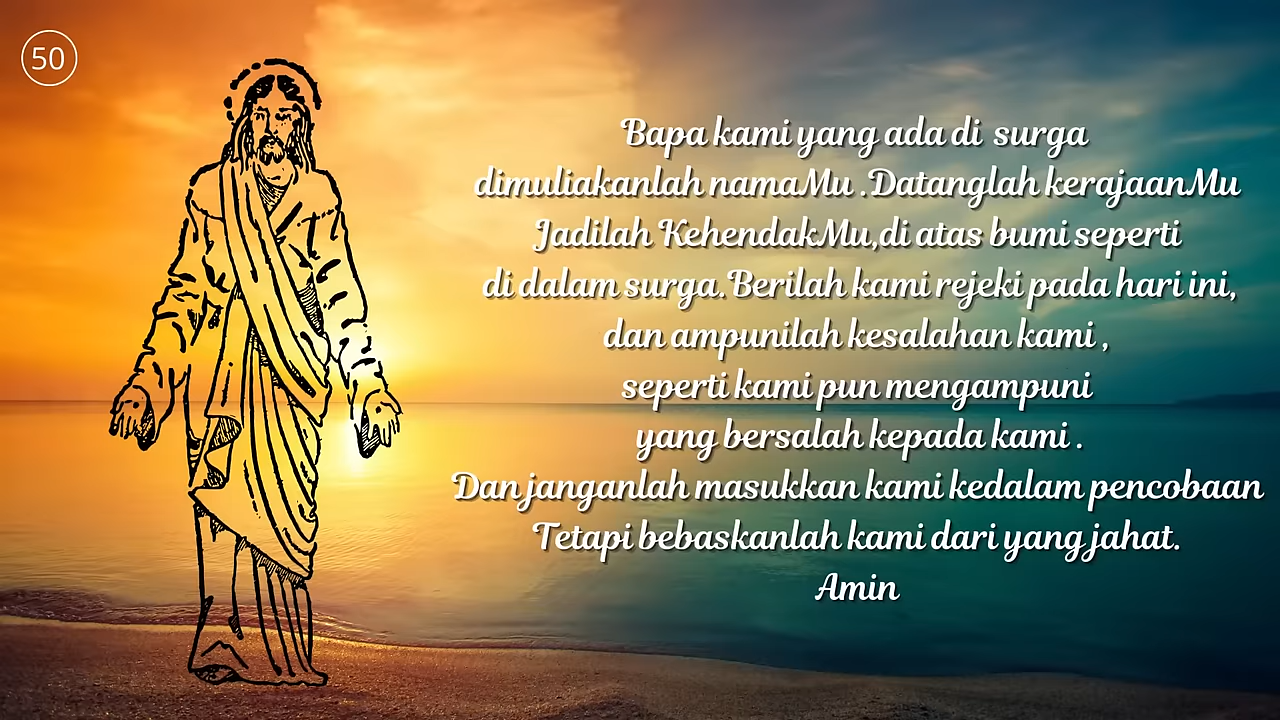 50
Bapa kami yang ada di surga
dimuliakanlah namaMu .Datanglah kerajaanMu
Jadilah KehendakMu,di atas bumi seperti
di dalam surga.Berilah kami rejeki pada hari ini,
dan ampunilah kesalahan kami ,
seperti kami pun mengampuni
yang bersalah kepada kami .
Dan janganlah masukkan kami kedalam pencobaan
Tetapi bebaskanlah kami dari yang jahat.
Amin